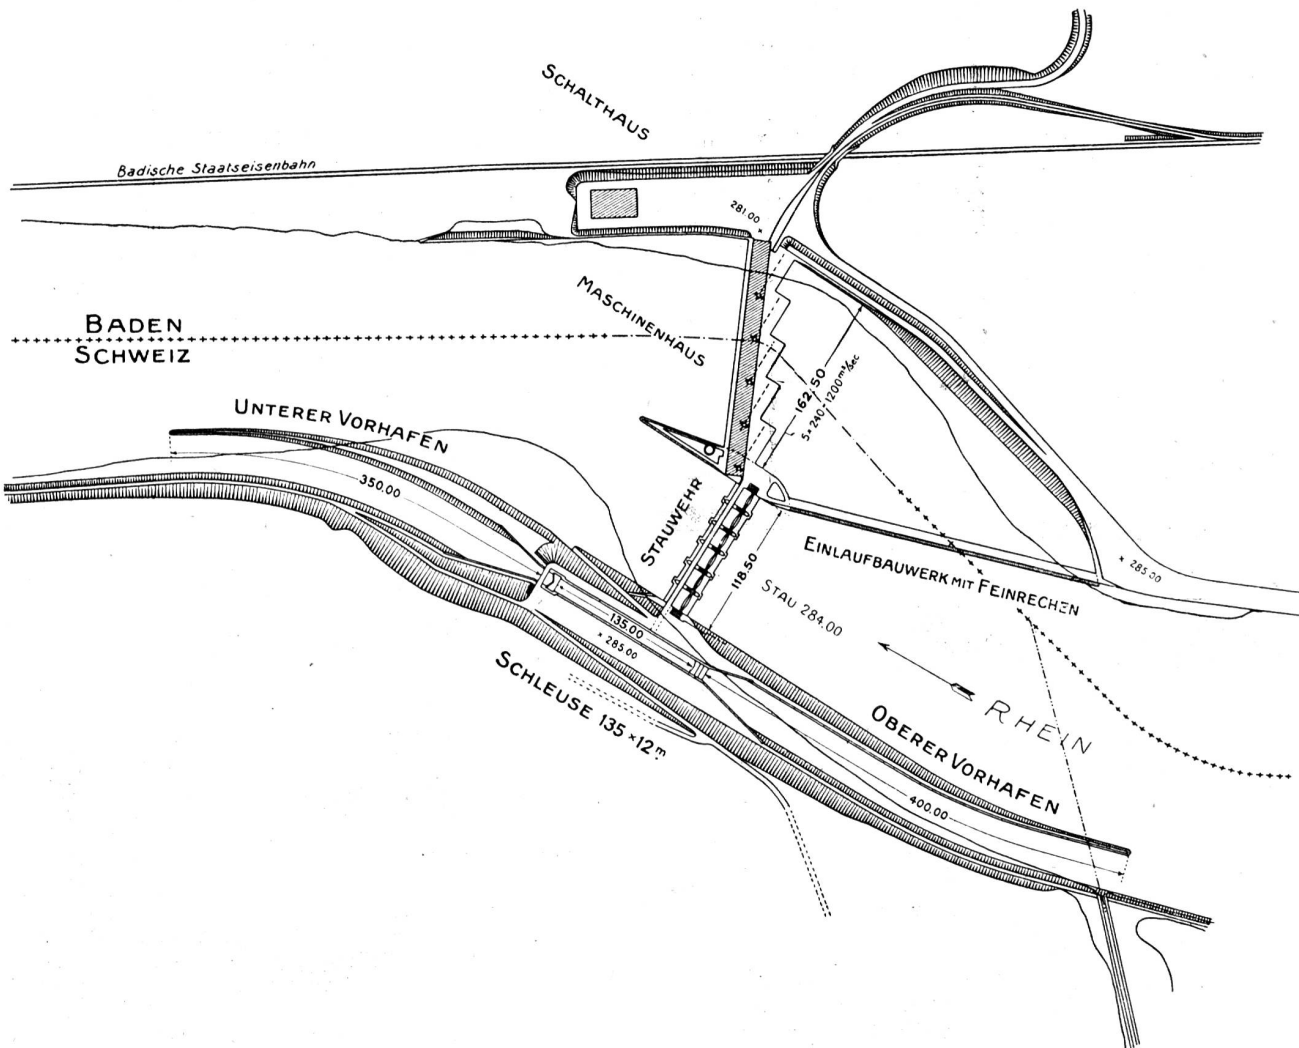 SCHALTHAUS
Badische Staatseisenbahn
281.00
MASCHINENHAUS
BADEN
SCHWEIZ
162.50
5×240=1200 m³/sec
UNTERER VORHAFEN
350.00
STAUWEHR
118.50
EINLAUFBAUWERK MIT FEINRECHEN
× 285.00
STAU 284.00
135.00
× 285.00
SCHLEUSE 135×12 m.
RHEIN
OBERER VORHAFEN
400.00